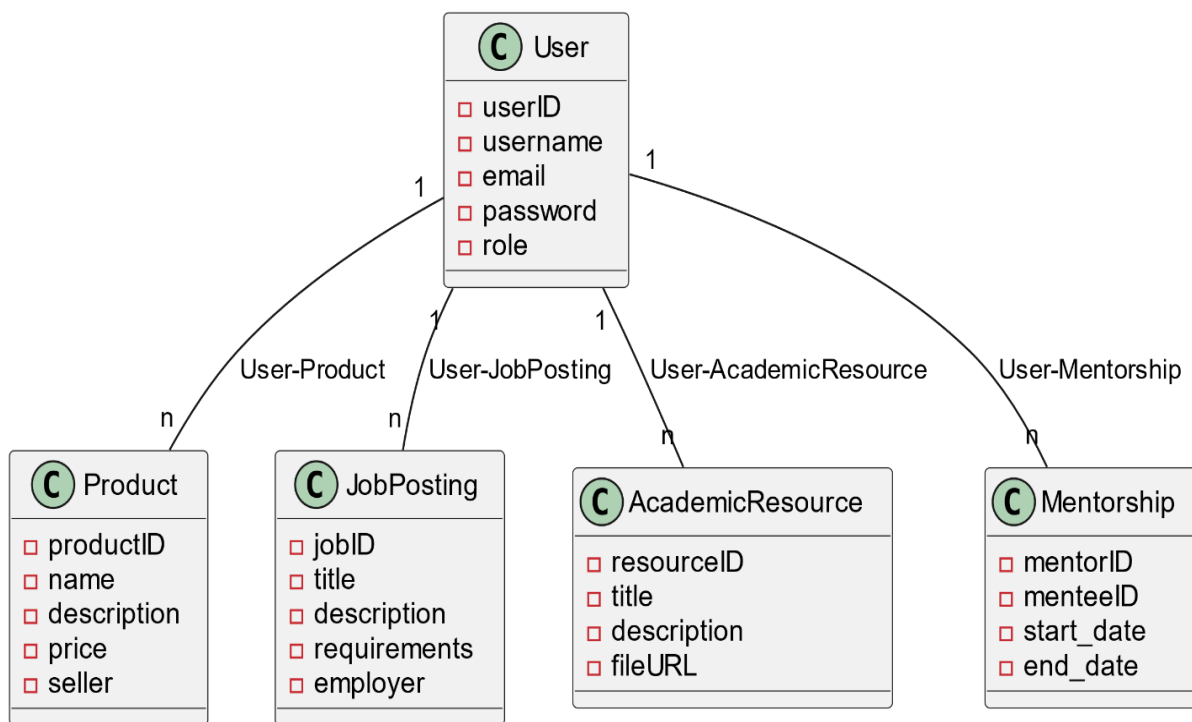 C User
userID
username
email
password
role
1
1
1
1
User-Product
User-JobPosting
User-AcademicResource
User-Mentorship
n
n
n
n
C Product
productID
name
description
price
seller
C JobPosting
jobID
title
description
requirements
employer
C AcademicResource
resourceID
title
description
fileURL
C Mentorship
mentorID
menteeID
start_date
end_date